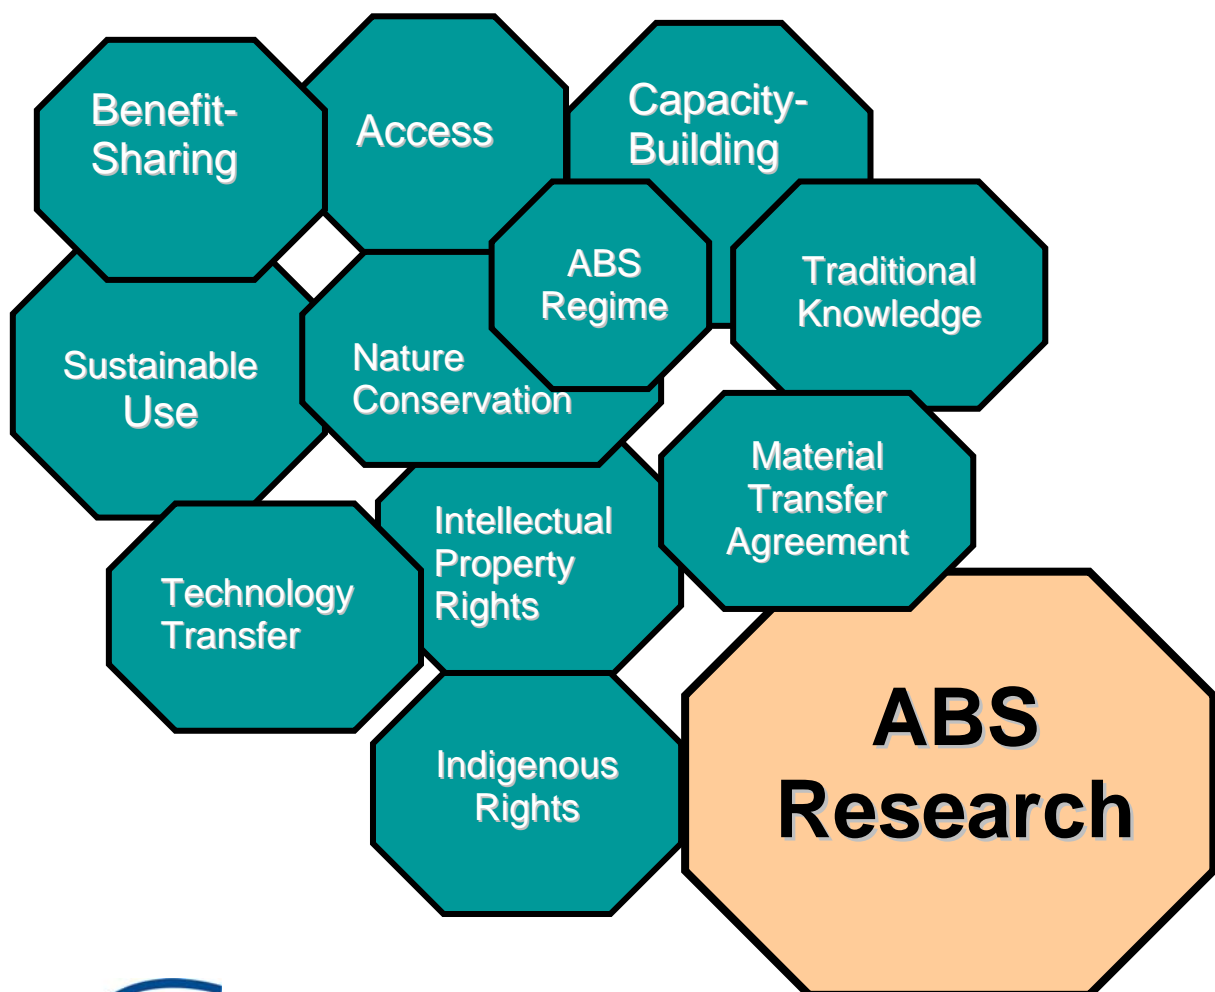 Benefit-
Sharing
Access
Capacity-
Building
ABS
Regime
Traditional
Knowledge
Sustainable
Use
Nature
Conservation
Material
Transfer
Agreement
Intellectual
Property
Rights
Technology
Transfer
Indigenous
Rights
ABS
Research